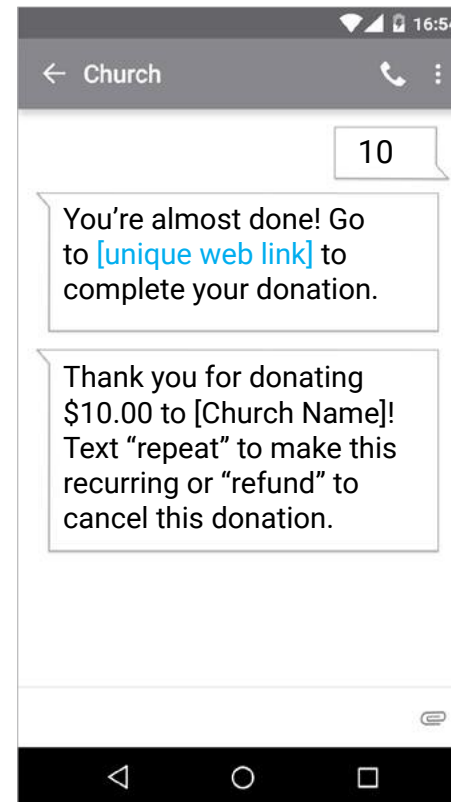 16:54
Church
10
You’re almost done! Go
to [unique web link] to
complete your donation.
Thank you for donating
$10.00 to [Church Name]!
Text “repeat” to make this
recurring or “refund” to
cancel this donation.